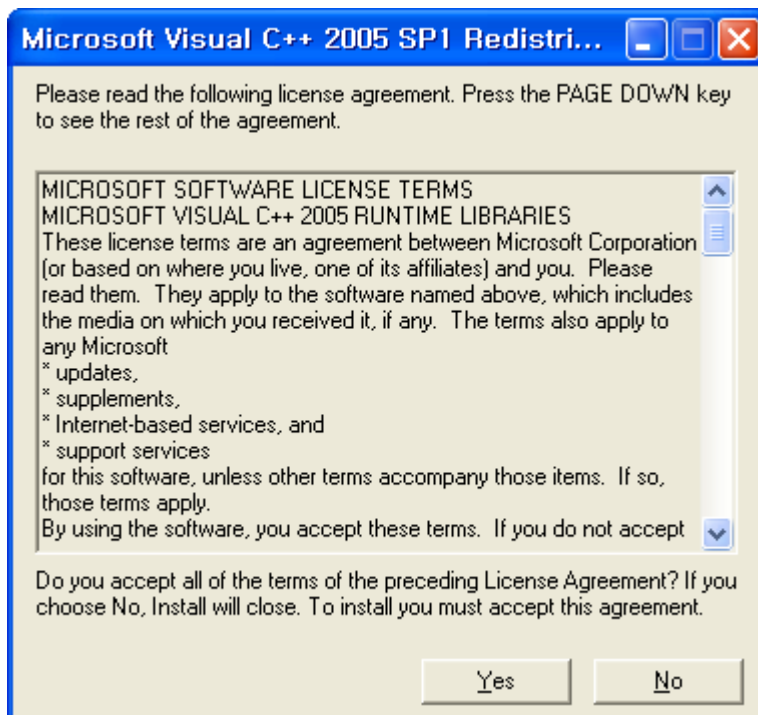 Microsoft Visual C++ 2005 SP1 Redistri...
Please read the following license agreement. Press the PAGE DOWN key
to see the rest of the agreement.
MICROSOFT SOFTWARE LICENSE TERMS
MICROSOFT VISUAL C++ 2005 RUNTIME LIBRARIES
These license terms are an agreement between Microsoft Corporation
(or based on where you live, one of its affiliates) and you.  Please
read them.  They apply to the software named above, which includes
the media on which you received it, if any.  The terms also apply to
any Microsoft
* updates,
* supplements,
* Internet-based services, and
* support services
for this software, unless other terms accompany those items.  If so,
those terms apply.
By using the software, you accept these terms.  If you do not accept
Do you accept all of the terms of the preceding License Agreement? If you
choose No, Install will close. To install you must accept this agreement.
Yes
No